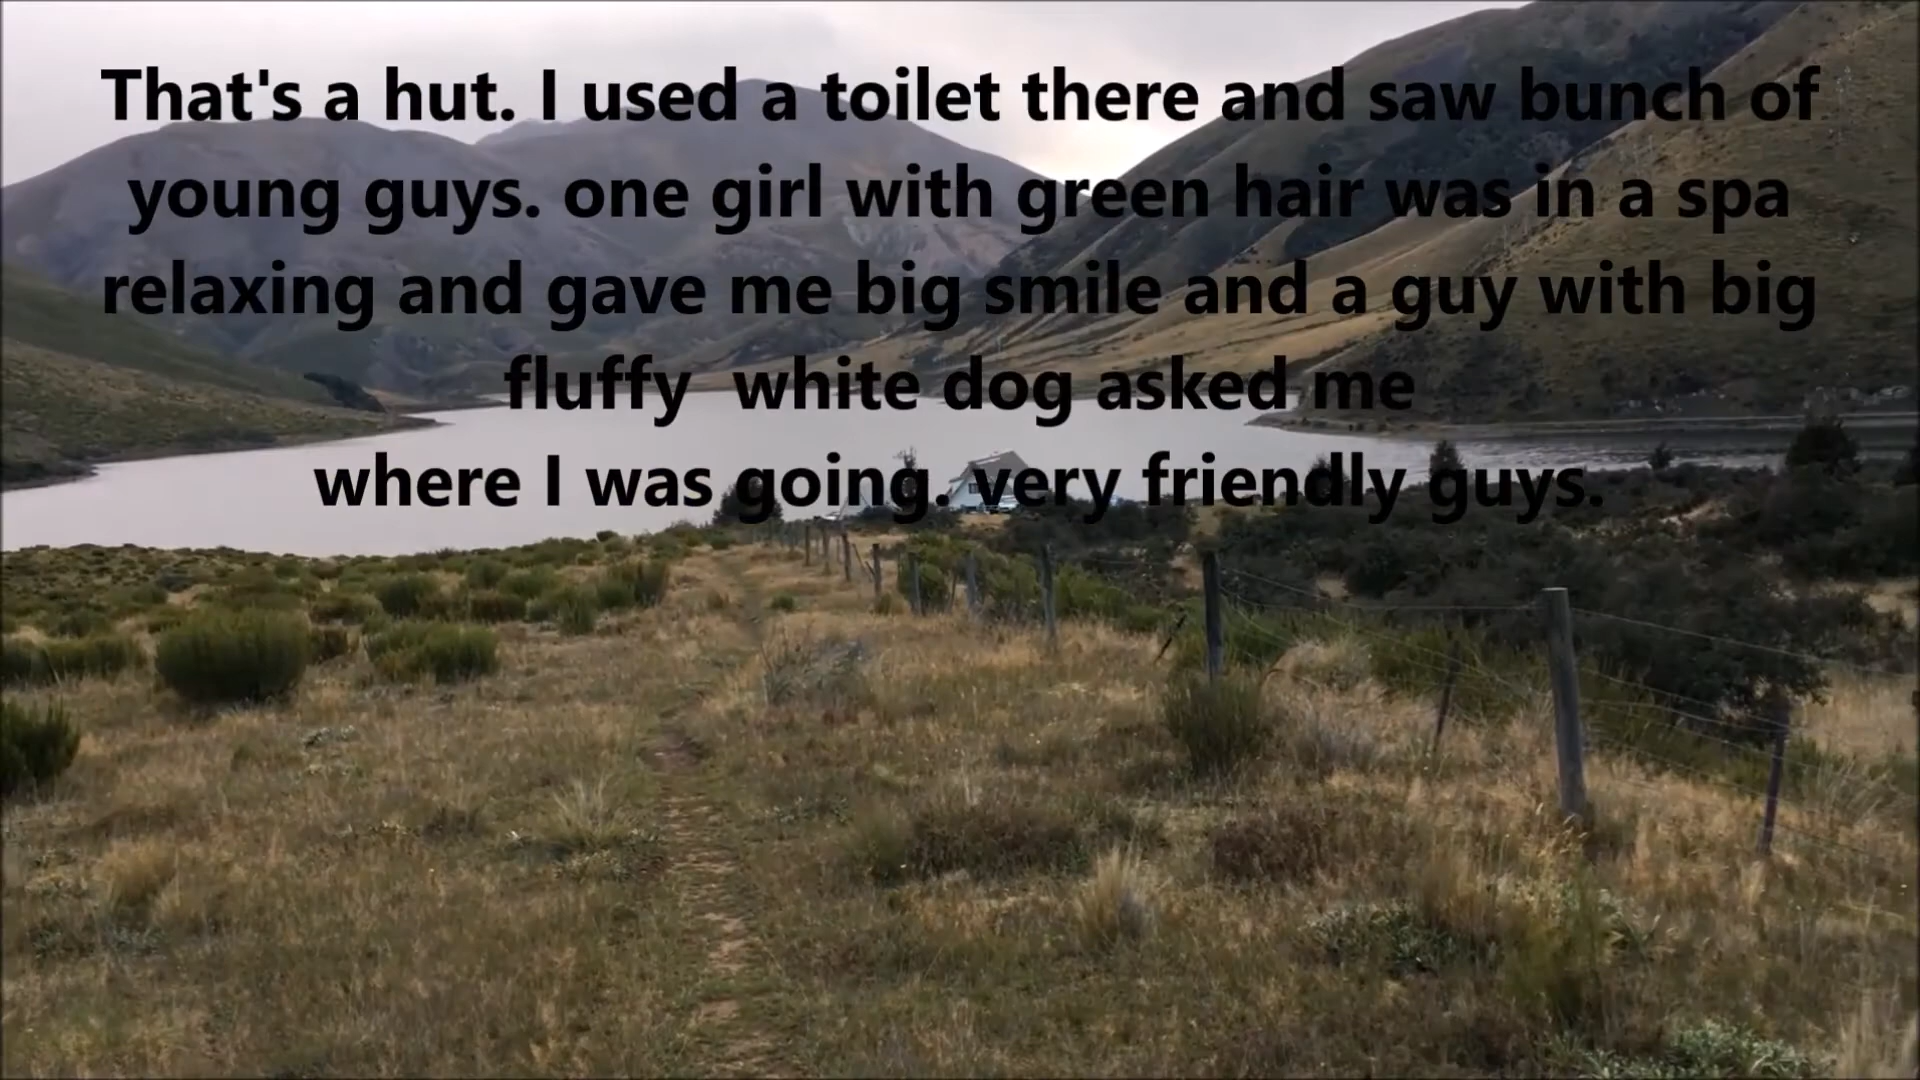 That's a hut. I used a toilet there and saw bunch of
young guys. one girl with green hair was in a spa
relaxing and gave me big smile and a guy with big
fluffy  white dog asked me
where I was going. very friendly guys.